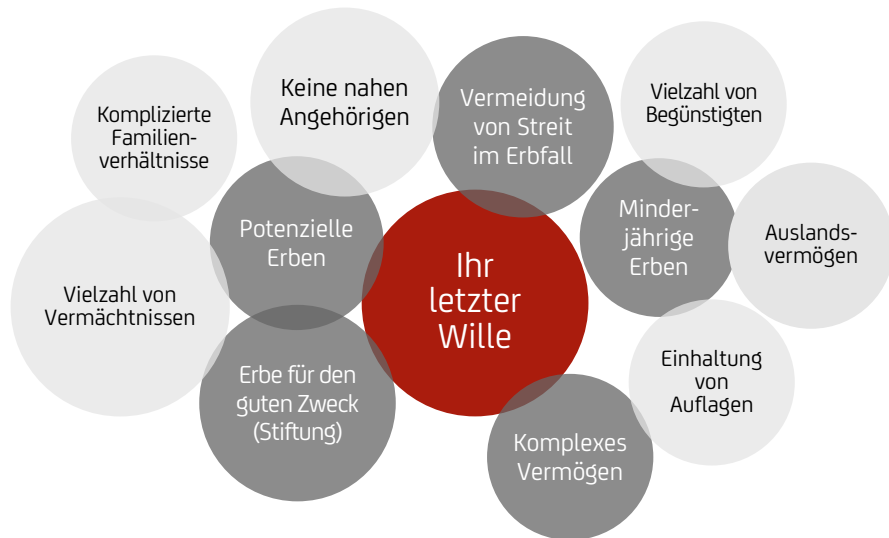 Komplizierte
Familien-
verhältnisse
Keine nahen
Angehörigen
Vermeidung
von Streit
im Erbfall
Vielzahl von
Begünstigten
Potenzielle
Erben
Minder-
jährige
Erben
Auslands-
vermögen
Vielzahl von
Vermächtnissen
Ihr
letzter
Wille
Erbe für den
guten Zweck
(Stiftung)
Einhaltung
von
Auflagen
Komplexes
Vermögen